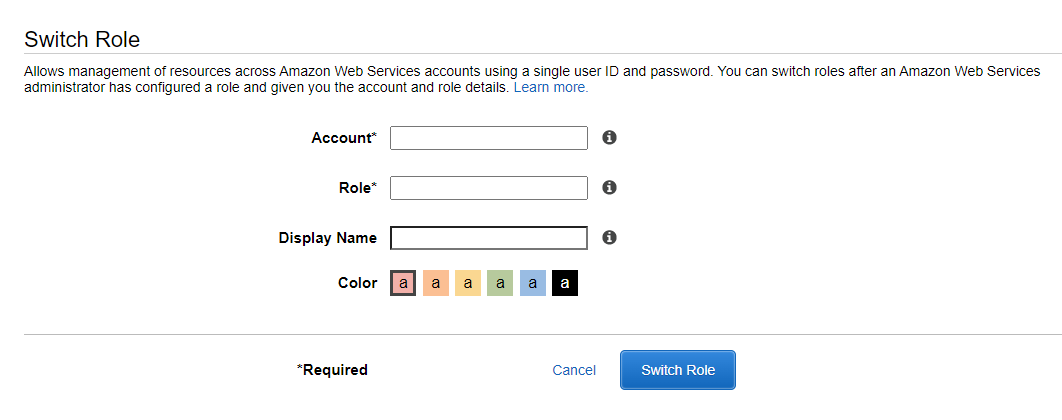 Switch Role
Allows management of resources across Amazon Web Services accounts using a single user ID and password. You can switch roles after an Amazon Web Services
administrator has configured a role and given you the account and role details. Learn more.
Account*
Role*
Display Name
Color a a a a a a
*Required Cancel Switch Role